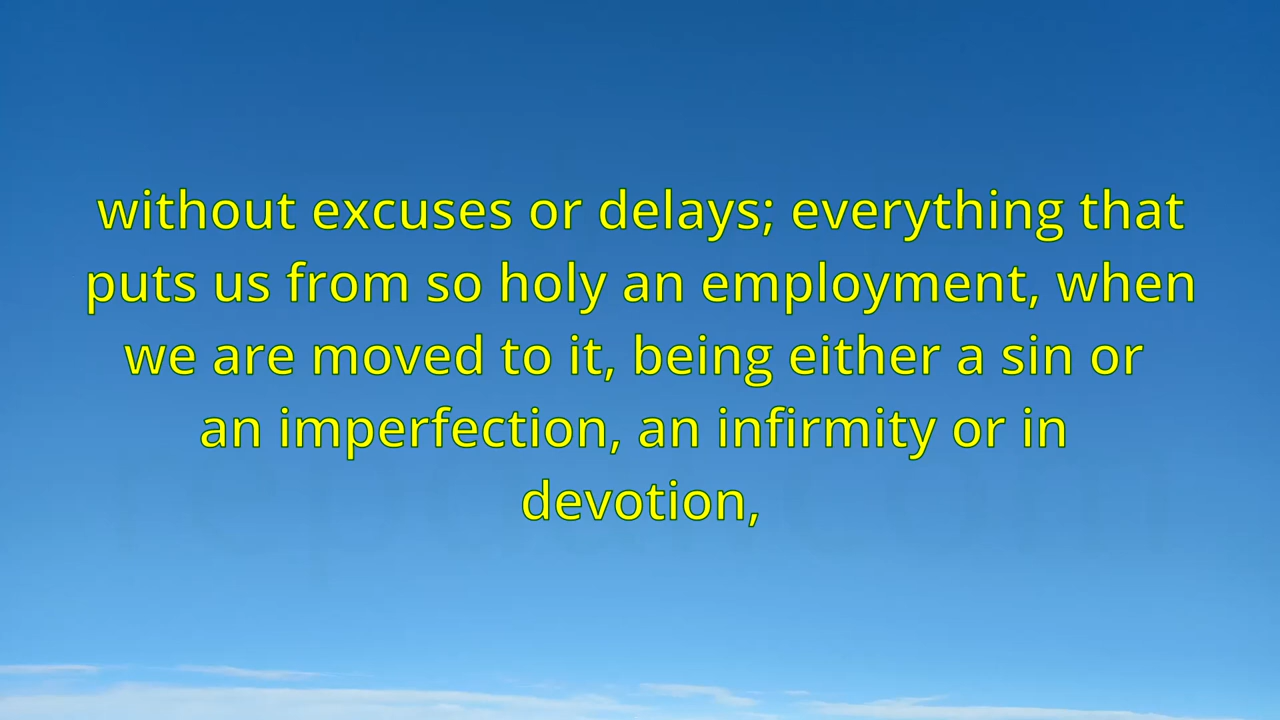 without excuses or delays; everything that
puts us from so holy an employment, when
we are moved to it, being either a sin or
an imperfection, an infirmity or in
devotion,